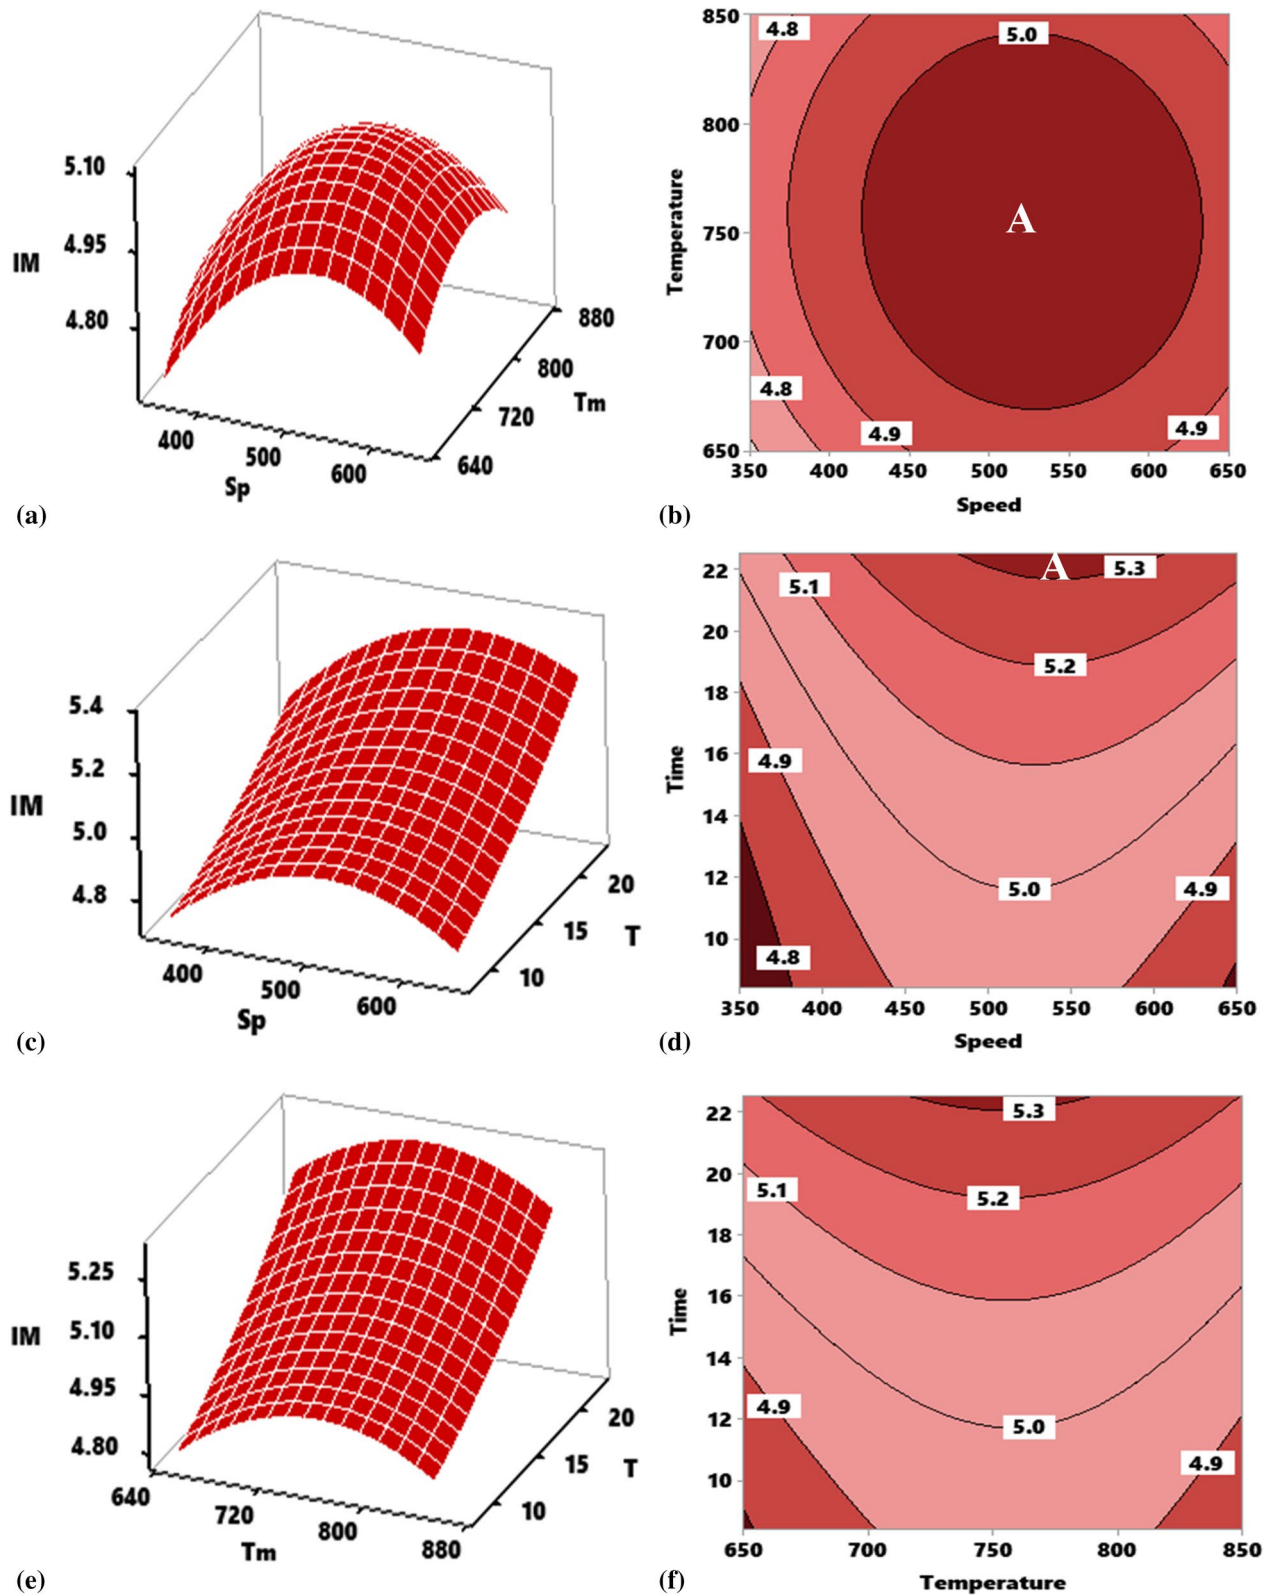 5.10
4.95
4.80
IM
400
500
600
Sp
640
720
800
880
Tm
(a)
850
800
750
700
650
Temperature
4.8
5.0
A
4.8
4.9
4.9
350 400 450 500 550 600 650
Speed
(b)
5.4
5.2
5.0
4.8
IM
400
500
600
Sp
10
15
20
T
(c)
22
20
18
16
14
12
10
Time
A
5.3
5.1
5.2
4.9
5.0
4.9
4.8
350 400 450 500 550 600 650
Speed
(d)
5.25
5.10
4.95
4.80
IM
640
720
800
880
Tm
10
15
20
T
(e)
22
20
18
16
14
12
10
Time
5.3
5.1
5.2
4.9
5.0
4.9
650 700 750 800 850
Temperature
(f)